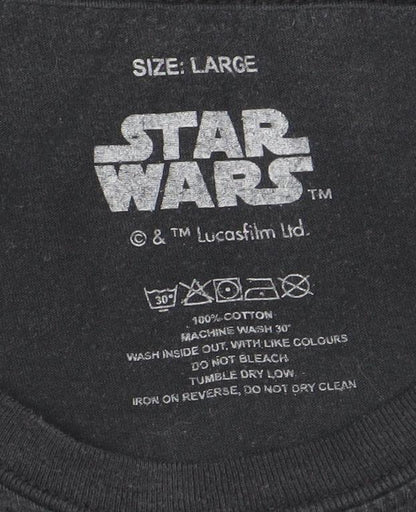 SIZE: LARGE
STAR
WARS™
© & ™ Lucasfilm Ltd.
30°
100% COTTON
MACHINE WASH 30°
WASH INSIDE OUT, WITH LIKE COLOURS
DO NOT BLEACH
TUMBLE DRY LOW
IRON ON REVERSE, DO NOT DRY CLEAN